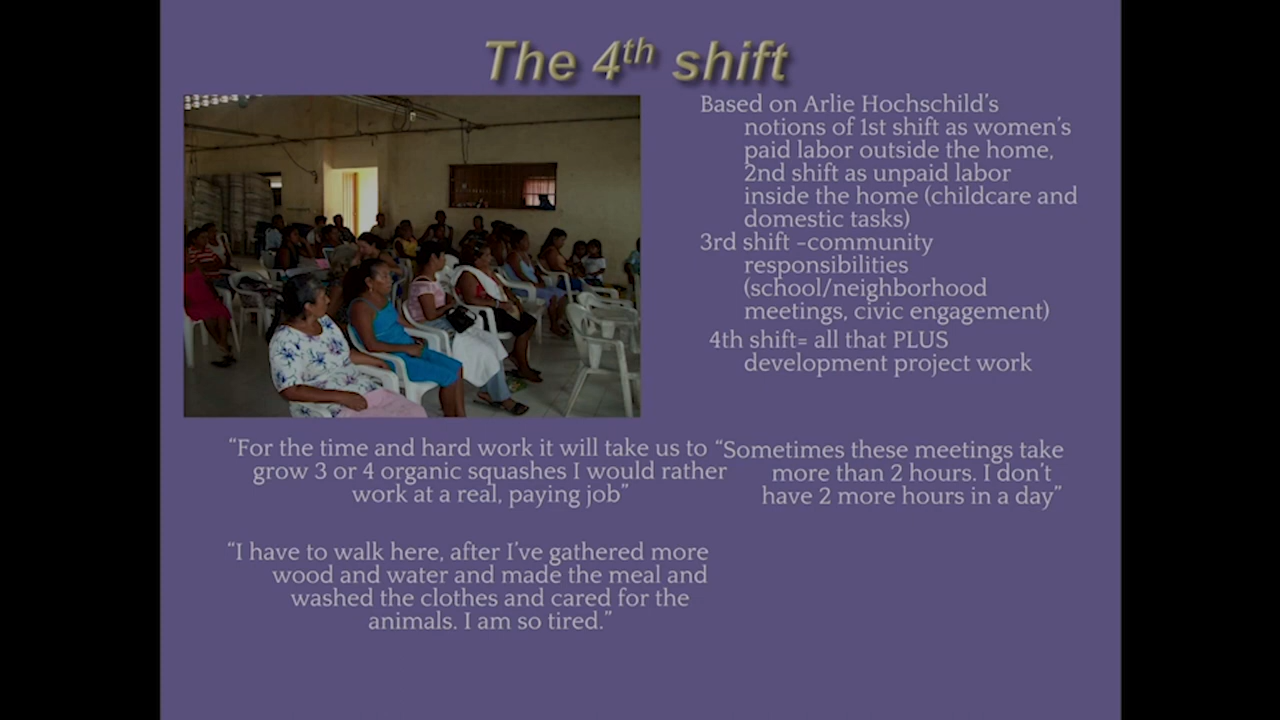 The 4th shift
Based on Arlie Hochschild's
notions of 1st shift as women's
paid labor outside the home,
2nd shift as unpaid labor
inside the home (childcare and
domestic tasks)
3rd shift -community
responsibilities
(school/neighborhood
meetings, civic engagement)
4th shift= all that PLUS
development project work
“For the time and hard work it will take us to
grow 3 or 4 organic squashes I would rather
work at a real, paying job”
“Sometimes these meetings take
more than 2 hours. I don't
have 2 more hours in a day”
“I have to walk here, after I've gathered more
wood and water and made the meal and
washed the clothes and cared for the
animals. I am so tired.”